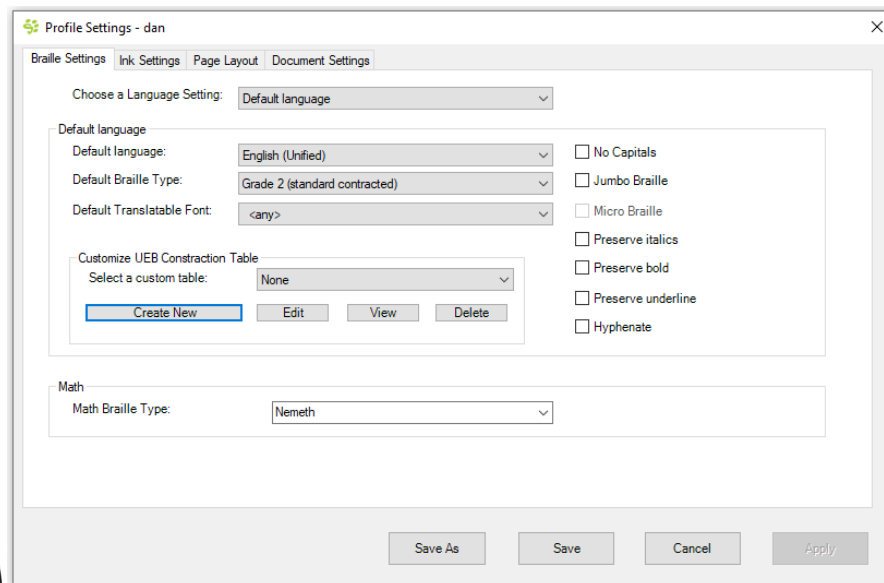 Profile Settings - dan
Braille Settings Ink Settings Page Layout Document Settings
Choose a Language Setting: Default language
Default language
Default language: English (Unified) No Capitals
Default Braille Type: Grade 2 (standard contracted) Jumbo Braille
Default Translatable Font: <any> Micro Braille
Preserve italics
Customize UEB Constraction Table
Select a custom table: None Preserve bold
Create New Edit View Delete Preserve underline
Hyphenate
Math
Math Braille Type: Nemeth
Save As Save Cancel Apply